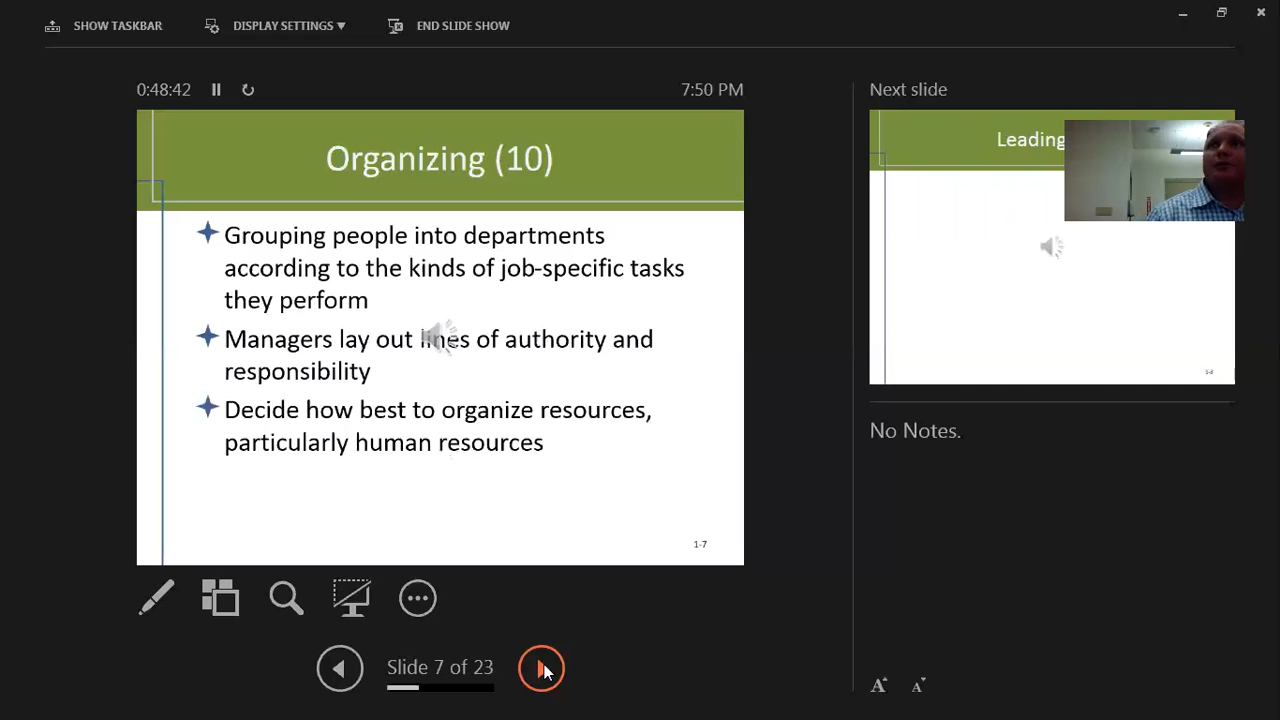 SHOW TASKBAR
DISPLAY SETTINGS ▼
END SLIDE SHOW
0:48:42
7:50 PM
Next slide
Organizing (10)
Leading
Grouping people into departments
according to the kinds of job-specific tasks
they perform
Managers lay out lines of authority and
responsibility
Decide how best to organize resources,
particularly human resources
1-7
1-8
No Notes.
Slide 7 of 23
A A